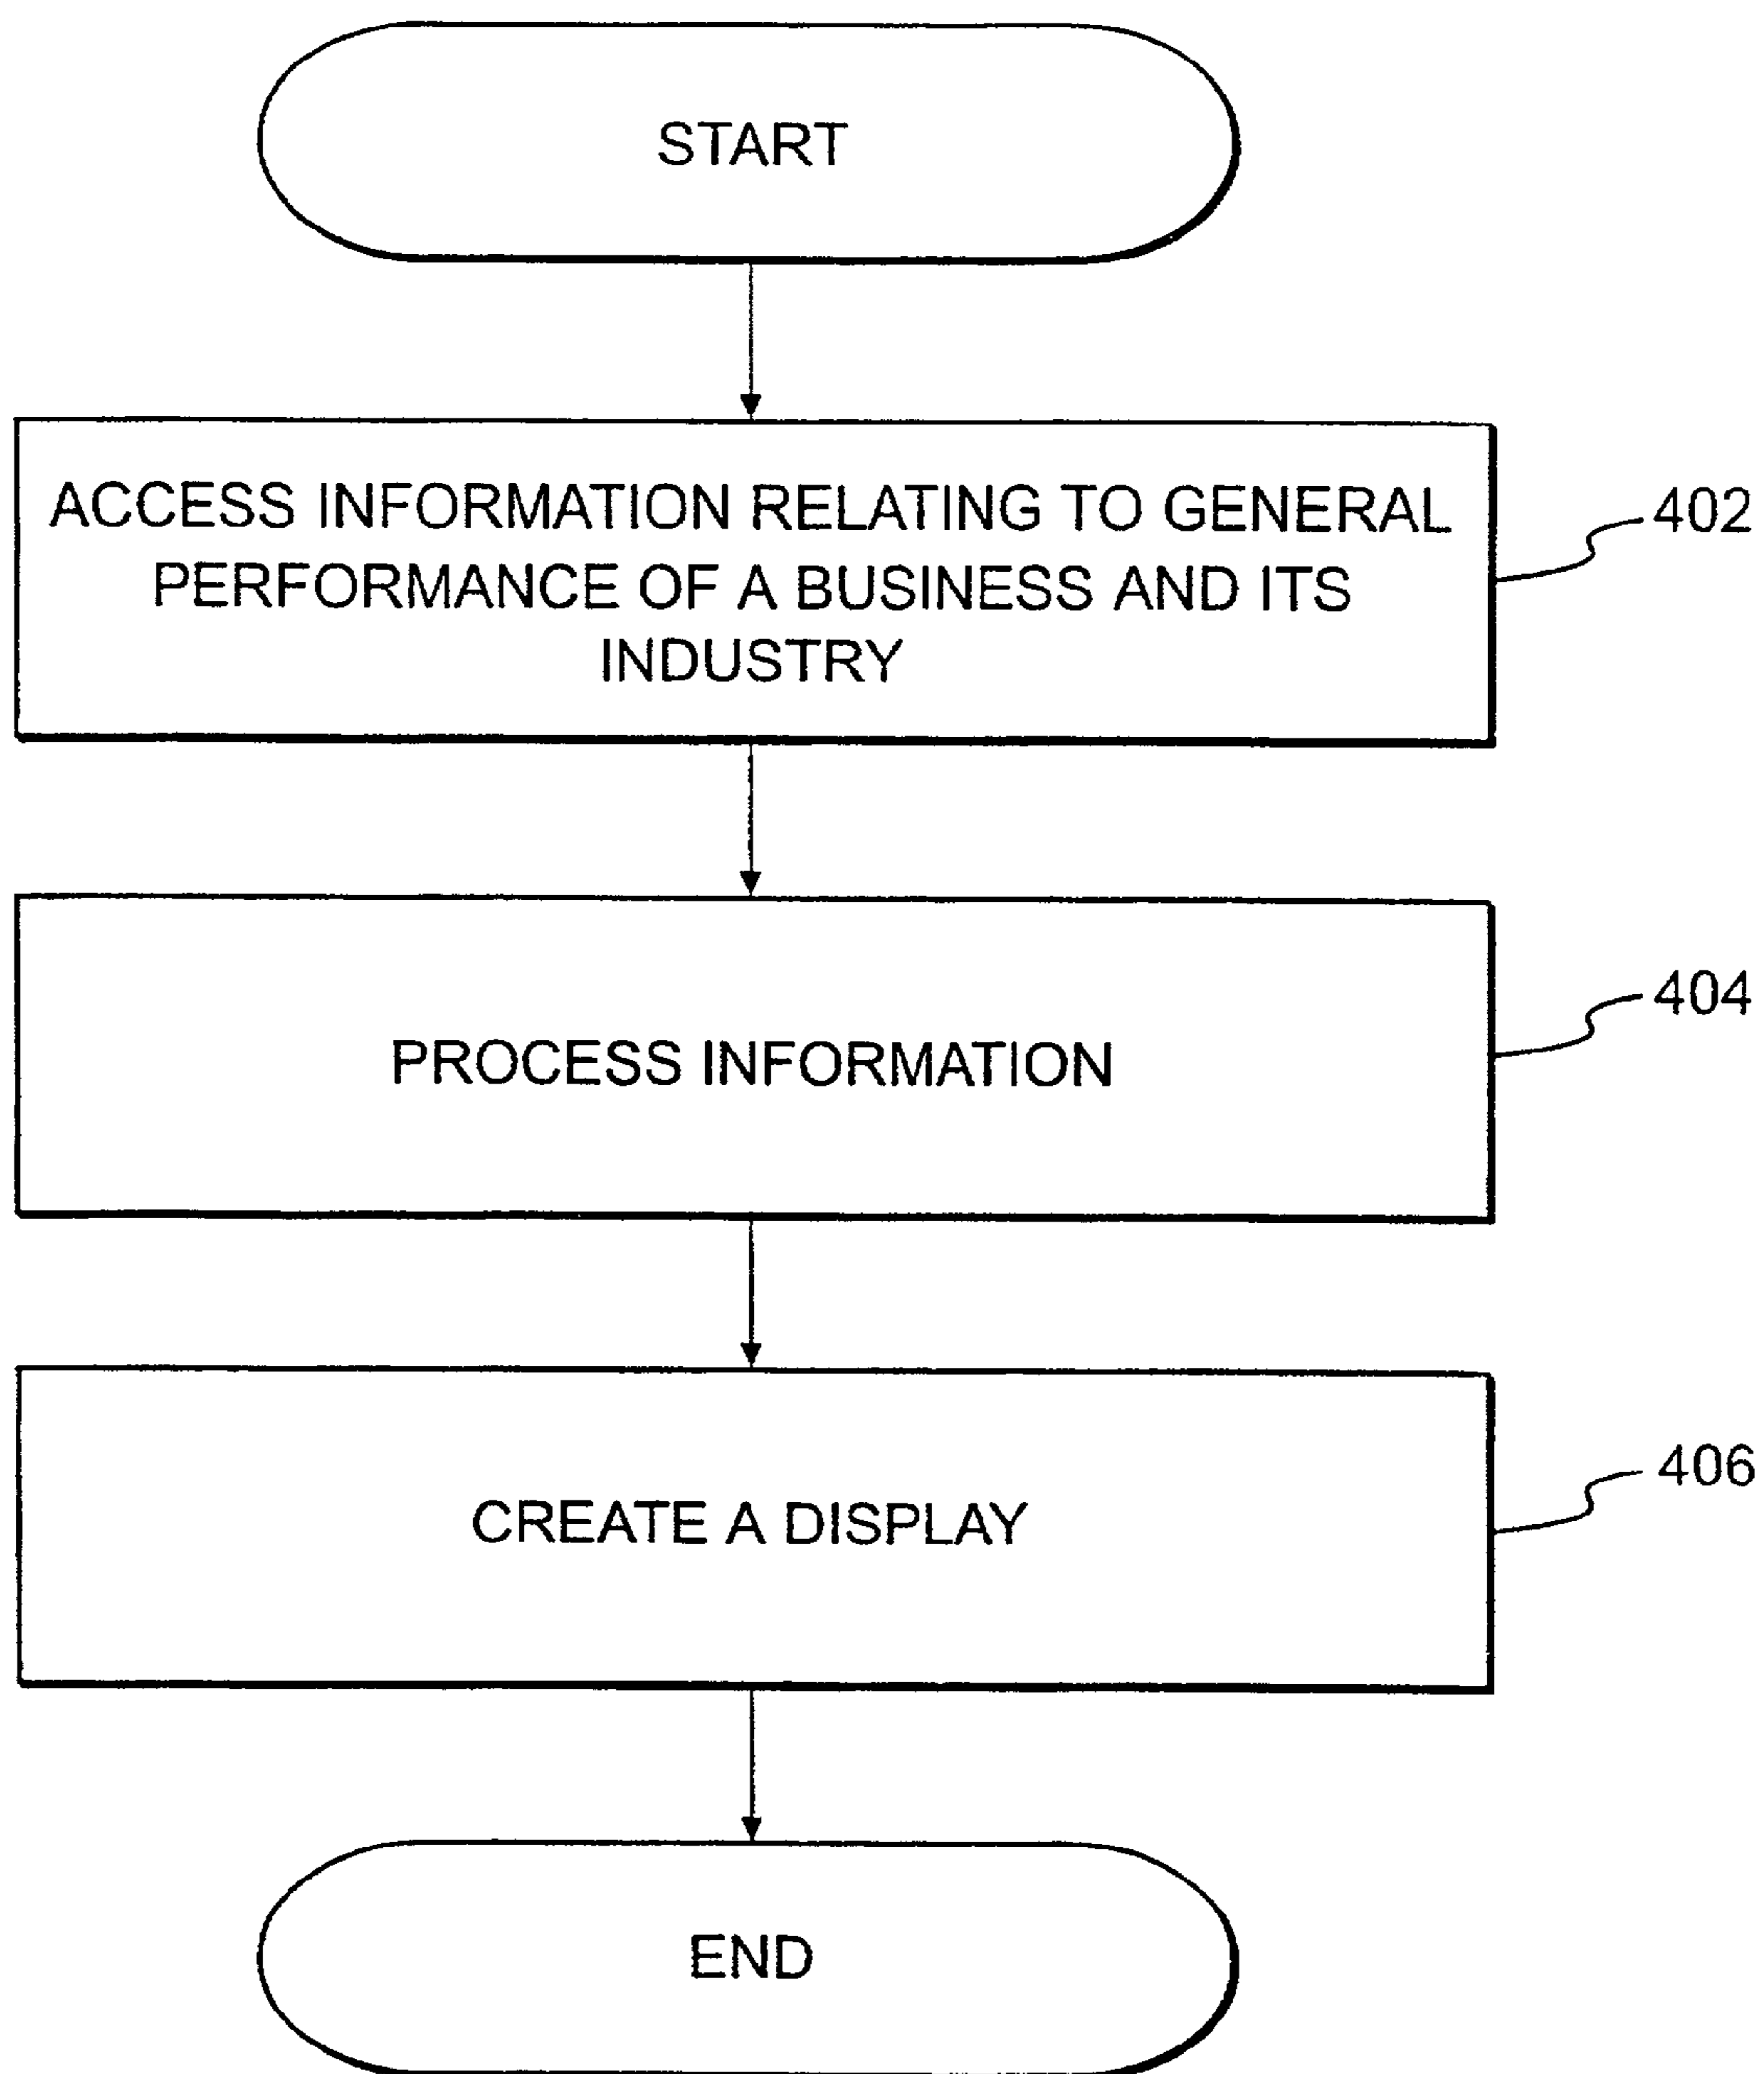 START
ACCESS INFORMATION RELATING TO GENERAL
PERFORMANCE OF A BUSINESS AND ITS
INDUSTRY
402
PROCESS INFORMATION
404
CREATE A DISPLAY
406
END